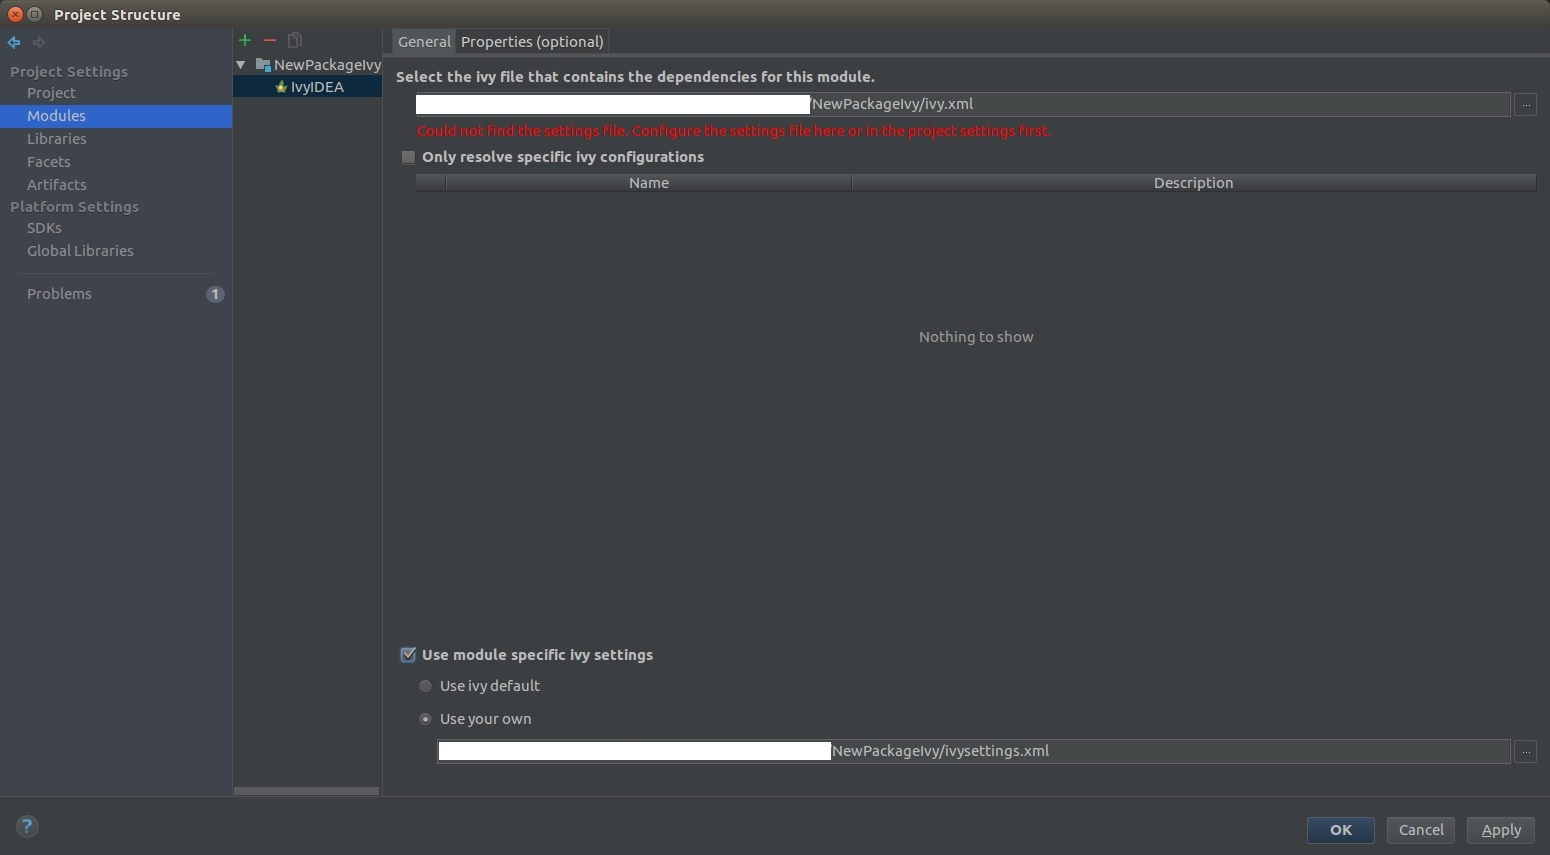 Project Structure
Project Settings
Project
Modules
Libraries
Facets
Artifacts
Platform Settings
SDKs
Global Libraries
Problems 1
NewPackageIvy
IvyIDEA
General Properties (optional)
Select the ivy file that contains the dependencies for this module.
/NewPackageIvy/ivy.xml ...
Could not find the settings file. Configure the settings file here or in the project settings first.
Only resolve specific ivy configurations
Name Description
Nothing to show
Use module specific ivy settings
Use ivy default
Use your own
NewPackageIvy/ivysettings.xml ...
? OK Cancel Apply